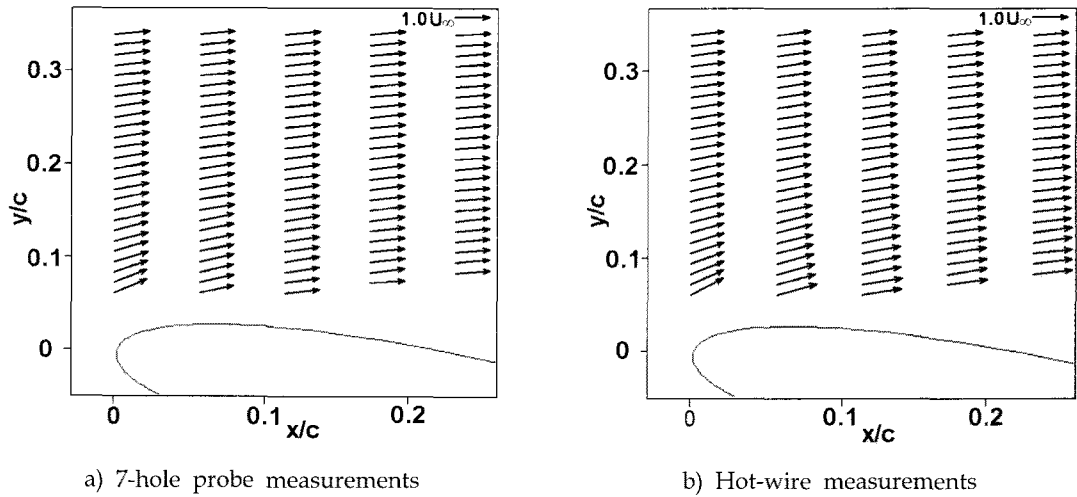 1.0U∞
0.3
0.2
0.1
0
y/c
0
0.1
0.2
x/c
a) 7-hole probe measurements
1.0U∞
0.3
0.2
0.1
0
y/c
0
0.1
0.2
x/c
b) Hot-wire measurements